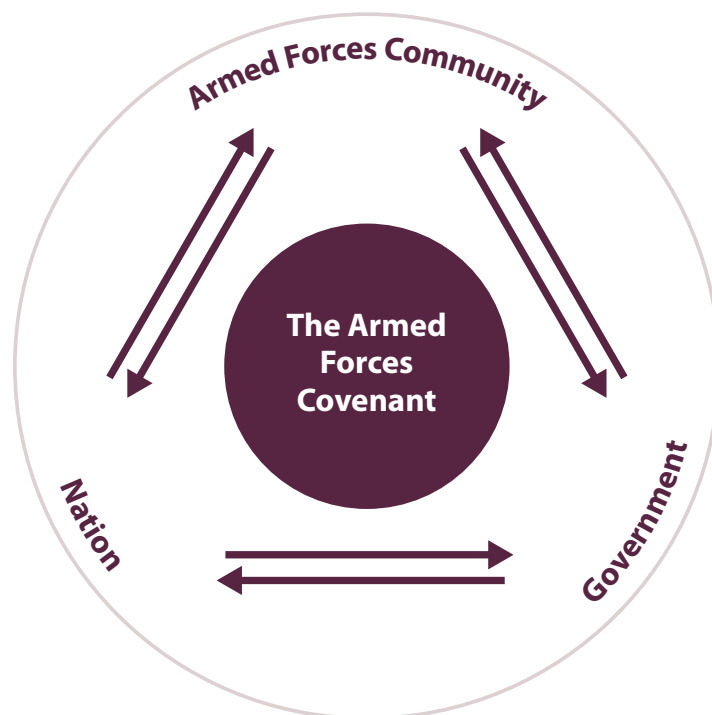 Armed Forces Community
The Armed
Forces
Covenant
Nation
Government